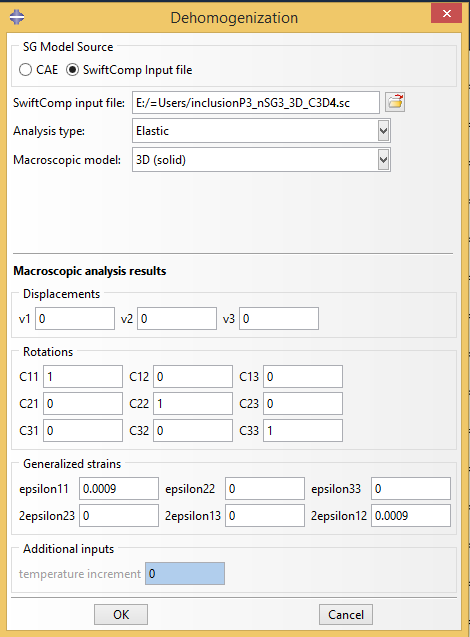 Dehomogenization
SG Model Source
CAE SwiftComp Input file
SwiftComp input file: E:/=Users/inclusionP3_nSG3_3D_C3D4.sc
Analysis type: Elastic
Macroscopic model: 3D (solid)
Macroscopic analysis results
Displacements
v1 0 v2 0 v3 0
Rotations
C11 1 C12 0 C13 0
C21 0 C22 1 C23 0
C31 0 C32 0 C33 1
Generalized strains
epsilon11 0.0009 epsilon22 0 epsilon33 0
2epsilon23 0 2epsilon13 0 2epsilon12 0.0009
Additional inputs
temperature increment 0
OK Cancel